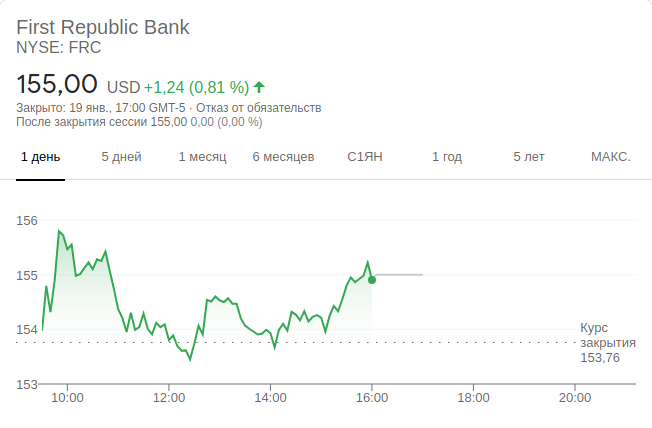 First Republic Bank
NYSE: FRC
155,00 USD +1,24 (0,81 %)
Закрыто: 19 янв., 17:00 GMT-5 · Отказ от обязательств
После закрытия сессии 155,00 0,00 (0,00 %)
1 день 5 дней 1 месяц 6 месяцев С1ЯН 1 год 5 лет МАКС.
156
155
154
Курс
закрытия
153,76
153
10:00 12:00 14:00 16:00 18:00 20:00